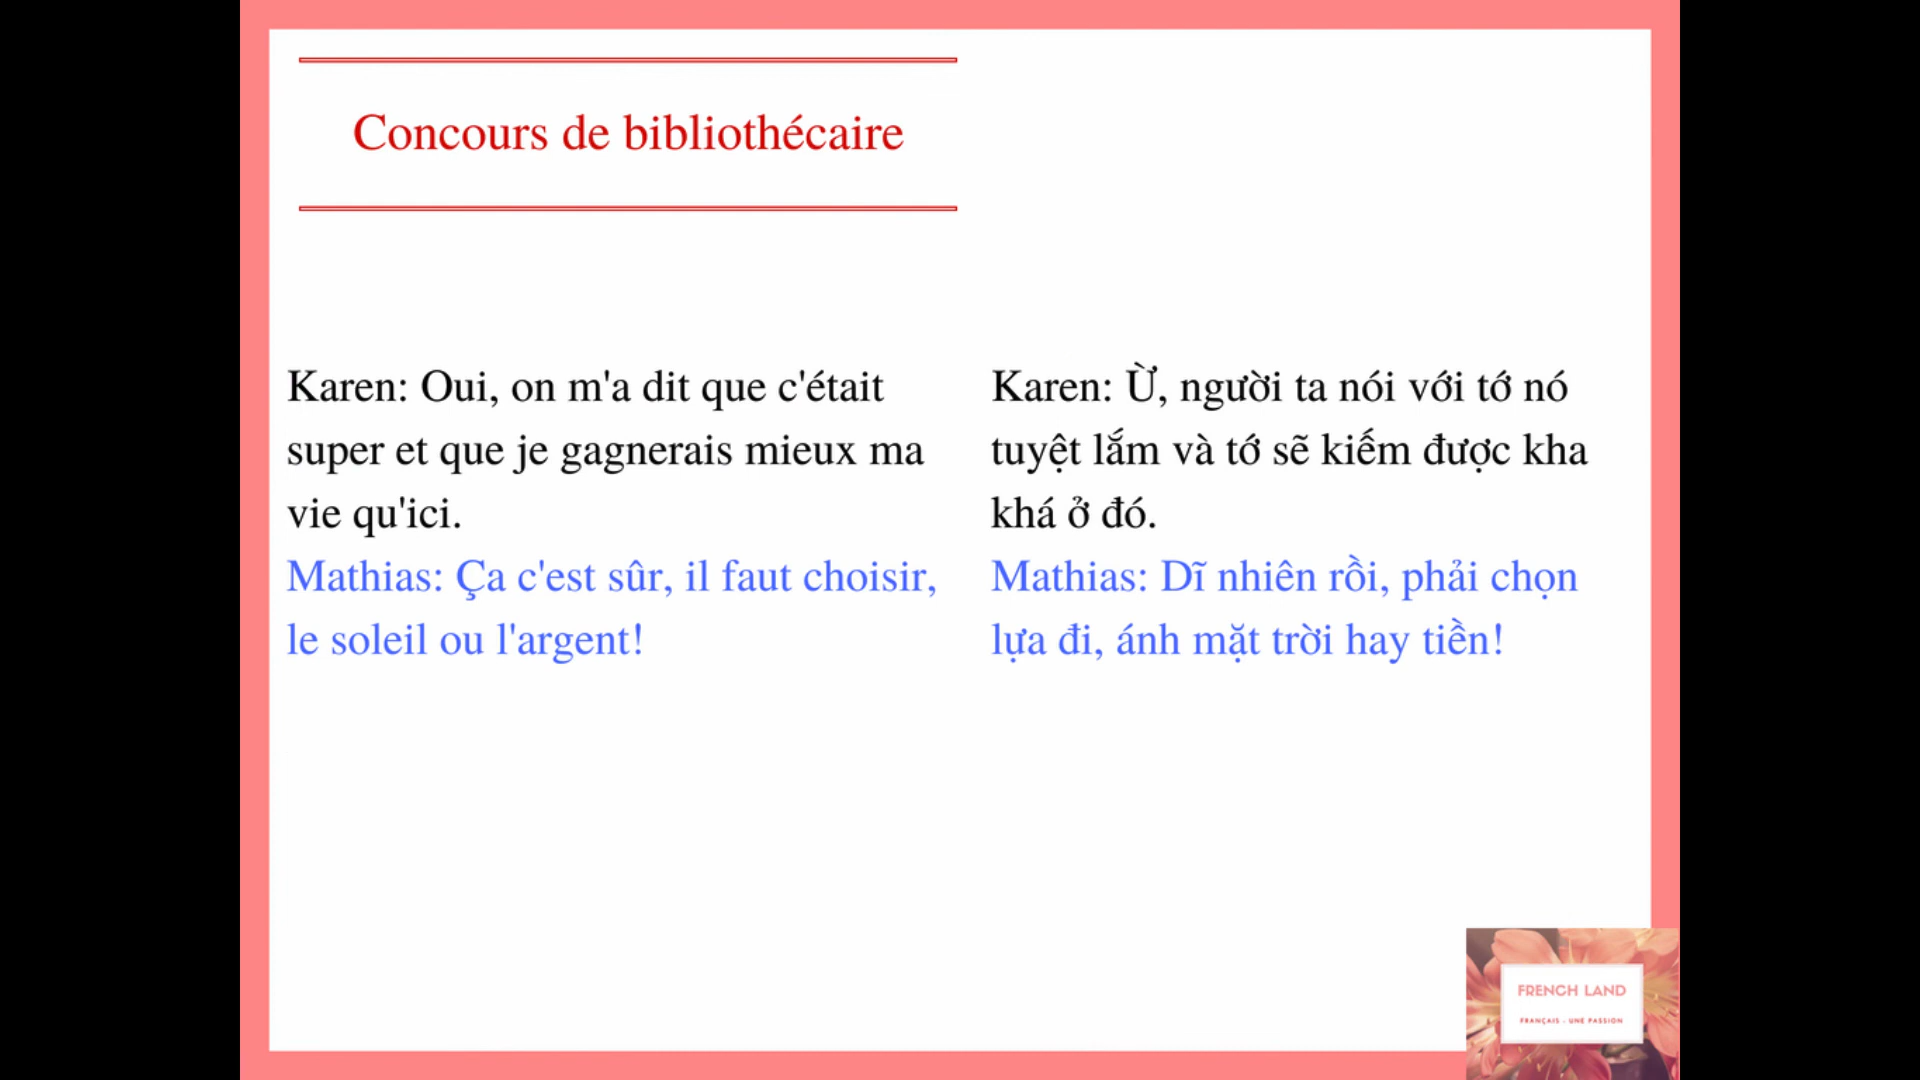 Concours de bibliothécaire
Karen: Oui, on m'a dit que c'était
super et que je gagnerais mieux ma
vie qu'ici.
Mathias: Ça c'est sûr, il faut choisir,
le soleil ou l'argent!
Karen: Ừ, người ta nói với tớ nó
tuyệt lắm và tớ sẽ kiếm được kha
khá ở đó.
Mathias: Dĩ nhiên rồi, phải chọn
lựa đi, ánh mặt trời hay tiền!
FRENCH LAND
FRANÇAIS - UNE PASSION